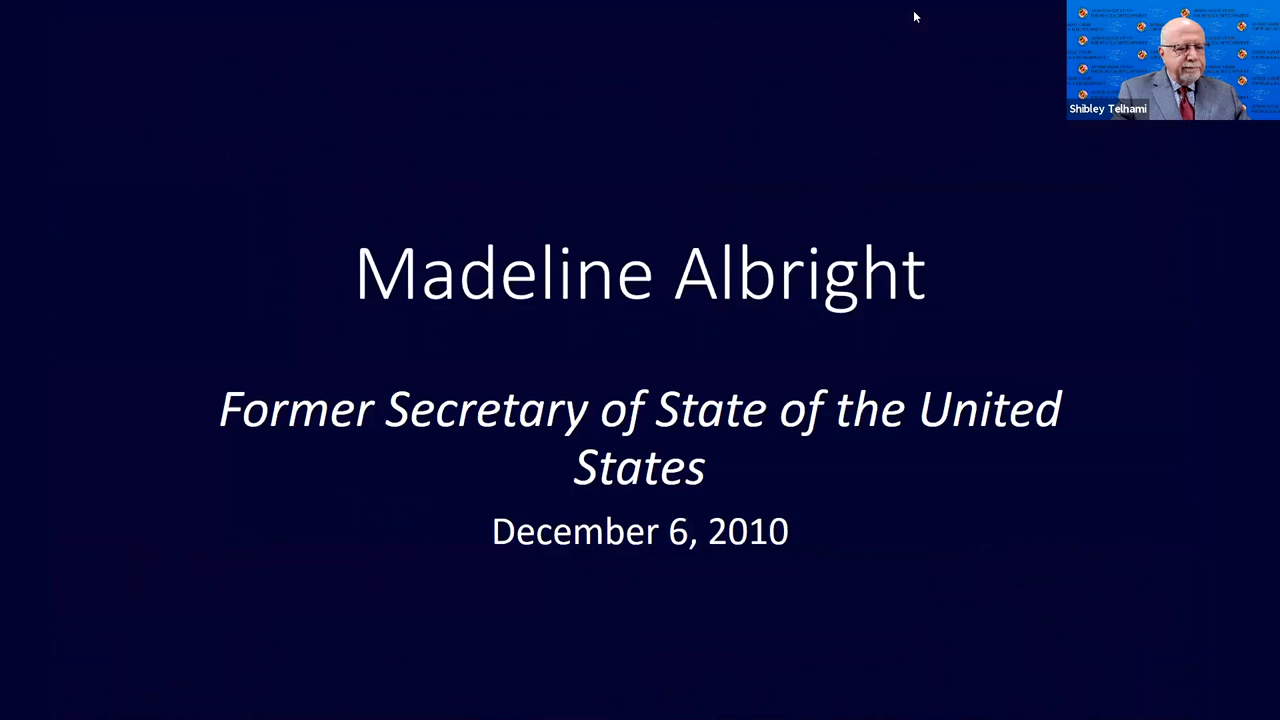 Shibley Telhami
Madeline Albright
Former Secretary of State of the United
States
December 6, 2010